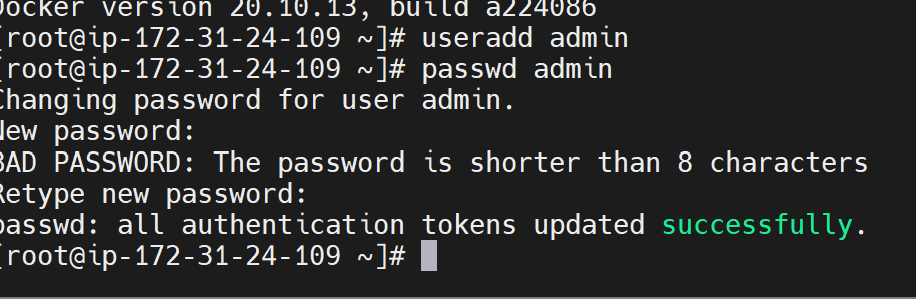 Docker version 20.10.13, build a224086
[root@ip-172-31-24-109 ~]# useradd admin
[root@ip-172-31-24-109 ~]# passwd admin
Changing password for user admin.
New password:
BAD PASSWORD: The password is shorter than 8 characters
Retype new password:
passwd: all authentication tokens updated successfully.
[root@ip-172-31-24-109 ~]#